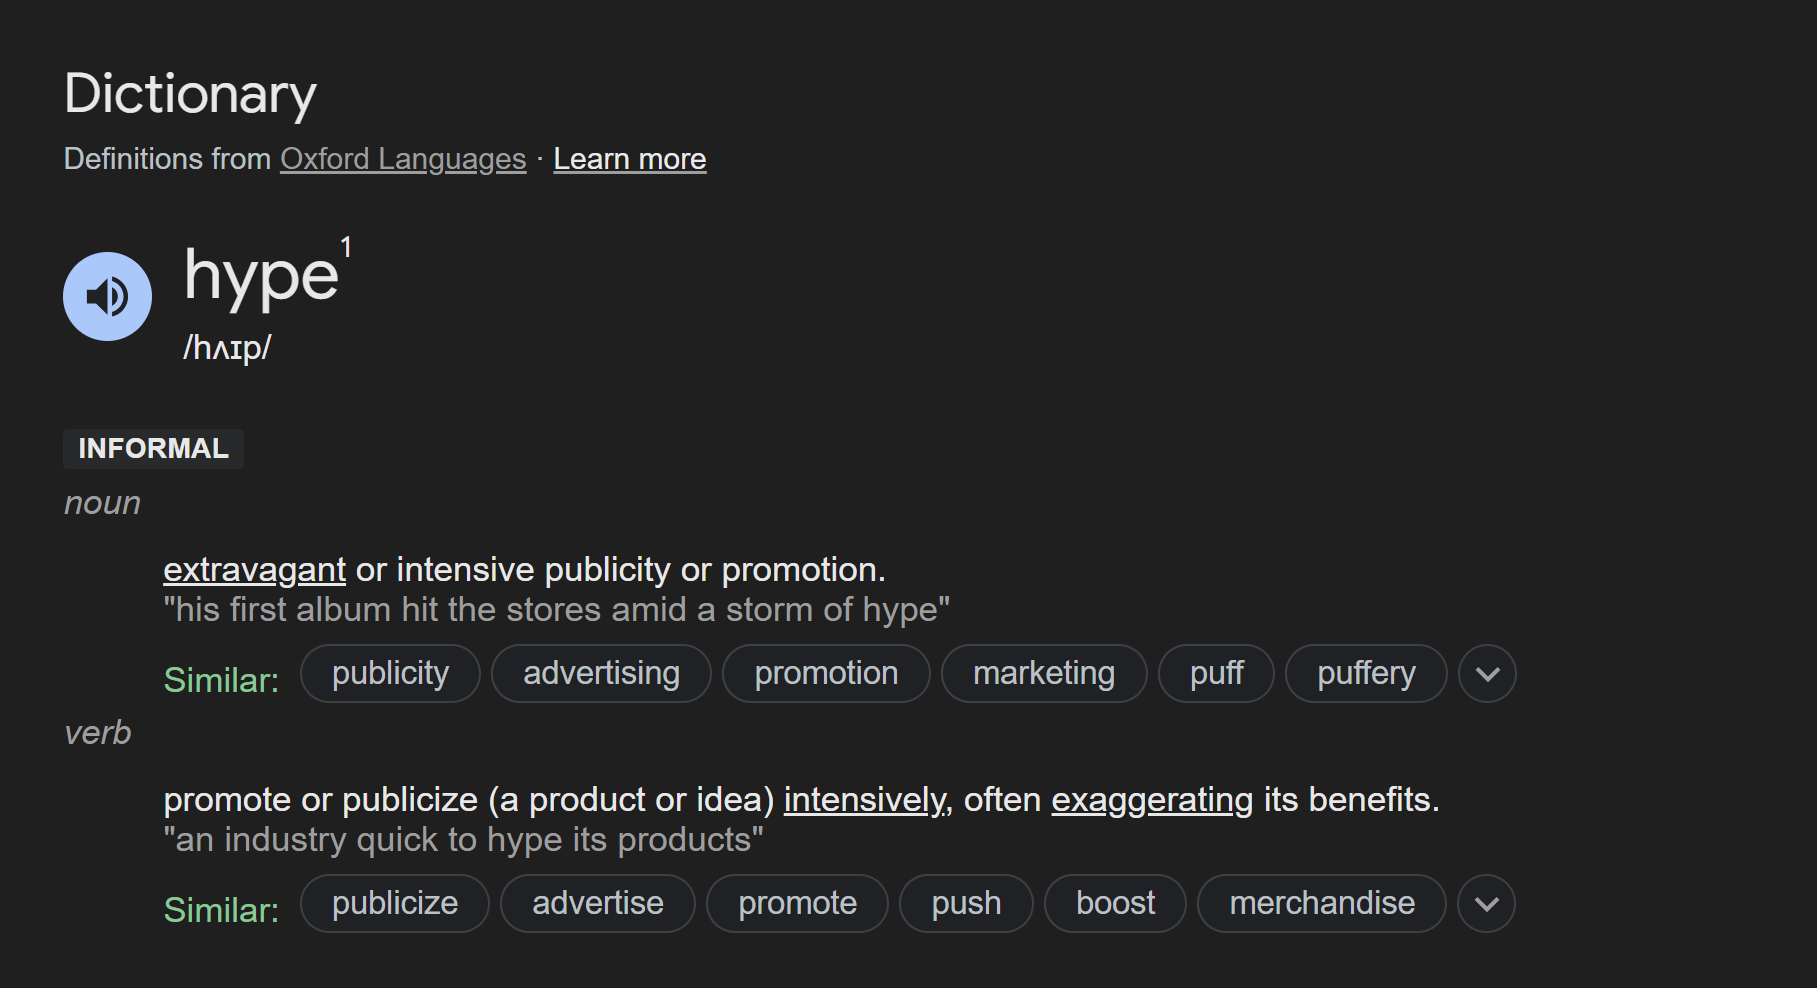 Dictionary
Definitions from Oxford Languages · Learn more
hype¹
/hʌɪp/
INFORMAL
noun
extravagant or intensive publicity or promotion.
"his first album hit the stores amid a storm of hype"
Similar: publicity advertising promotion marketing puff puffery
verb
promote or publicize (a product or idea) intensively, often exaggerating its benefits.
"an industry quick to hype its products"
Similar: publicize advertise promote push boost merchandise